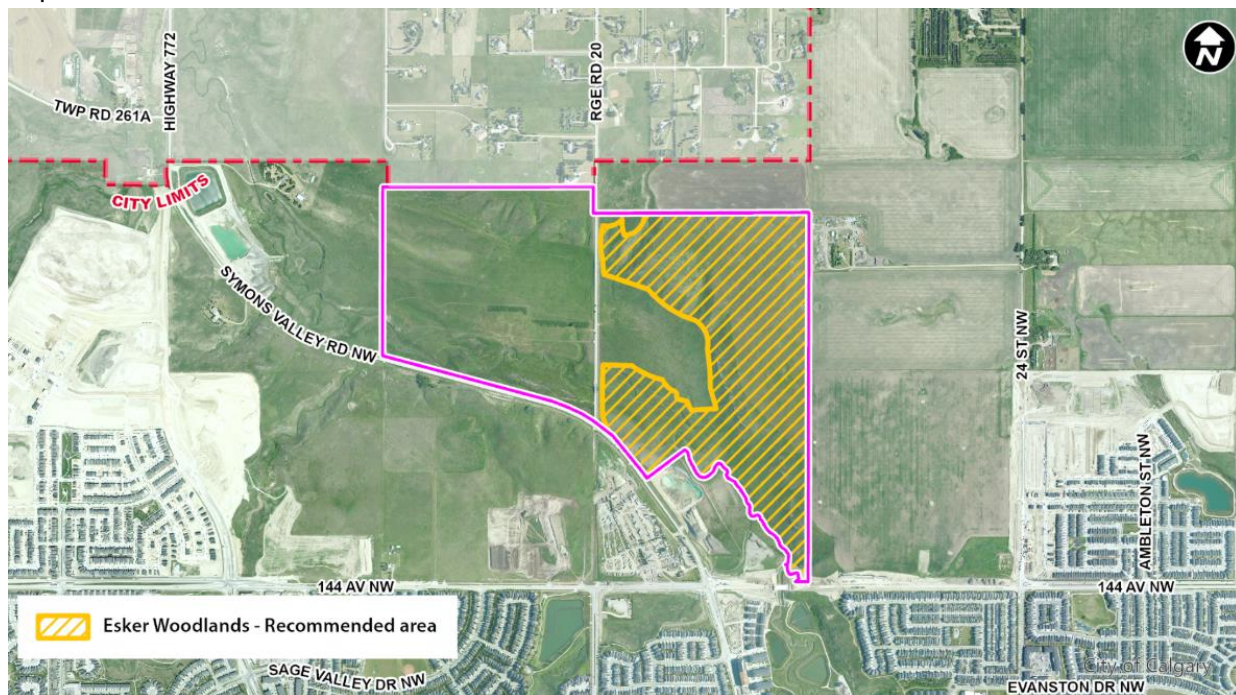 N
TWP RD 261A
HIGHWAY 772
RGE RD 20
CITY LIMITS
SYMONS VALLEY RD NW
24 ST NW
AMBLETON ST NW
144 AV NW
144 AV NW
Esker Woodlands - Recommended area
SAGE VALLEY DR NW
City of Calgary
EVANSTON DR NW